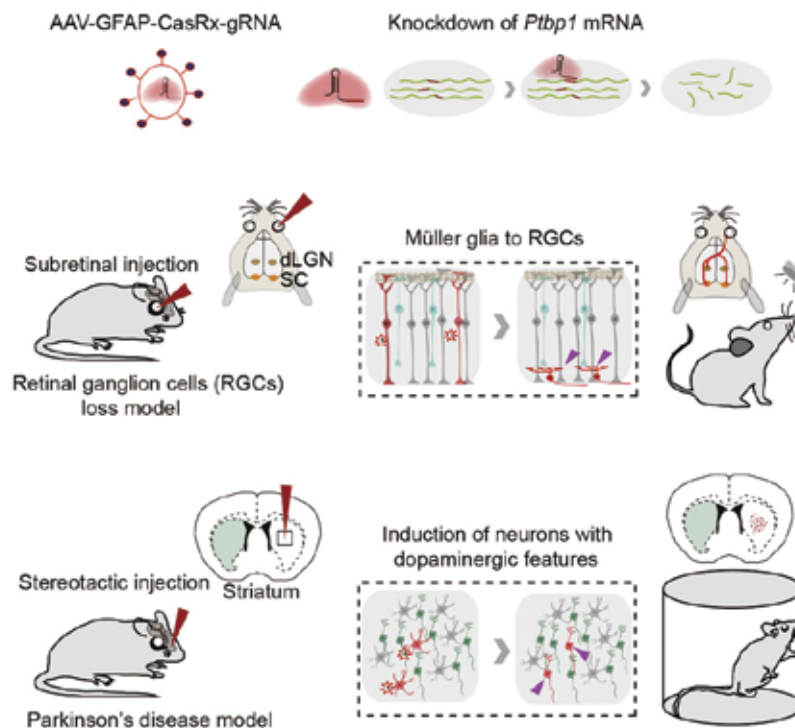 AAV-GFAP-CasRx-gRNA
Knockdown of Ptbp1 mRNA
Subretinal injection
dLGN
SC
Retinal ganglion cells (RGCs)
loss model
Müller glia to RGCs
Stereotactic injection
Striatum
Parkinson's disease model
Induction of neurons with
dopaminergic features